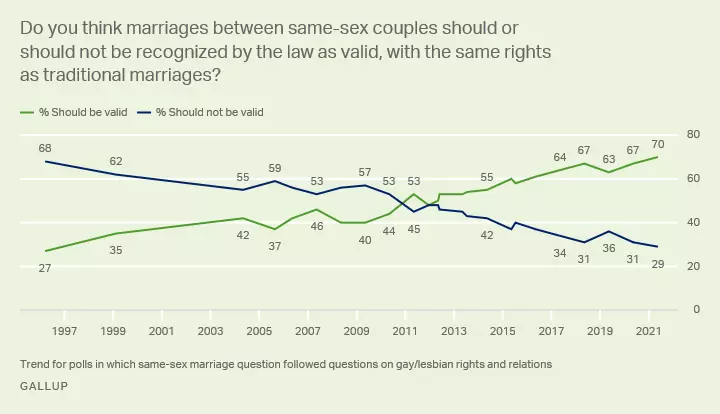 Do you think marriages between same-sex couples should or
should not be recognized by the law as valid, with the same rights
as traditional marriages?
% Should be valid % Should not be valid
80
68 62 55 59 53 57 53 53 55 64 67 63 67 70
60
40
27 35 42 37 46 40 44 45 42 34 31 36 31 29
20
0
1997 1999 2001 2003 2005 2007 2009 2011 2013 2015 2017 2019 2021
Trend for polls in which same-sex marriage question followed questions on gay/lesbian rights and relations
GALLUP